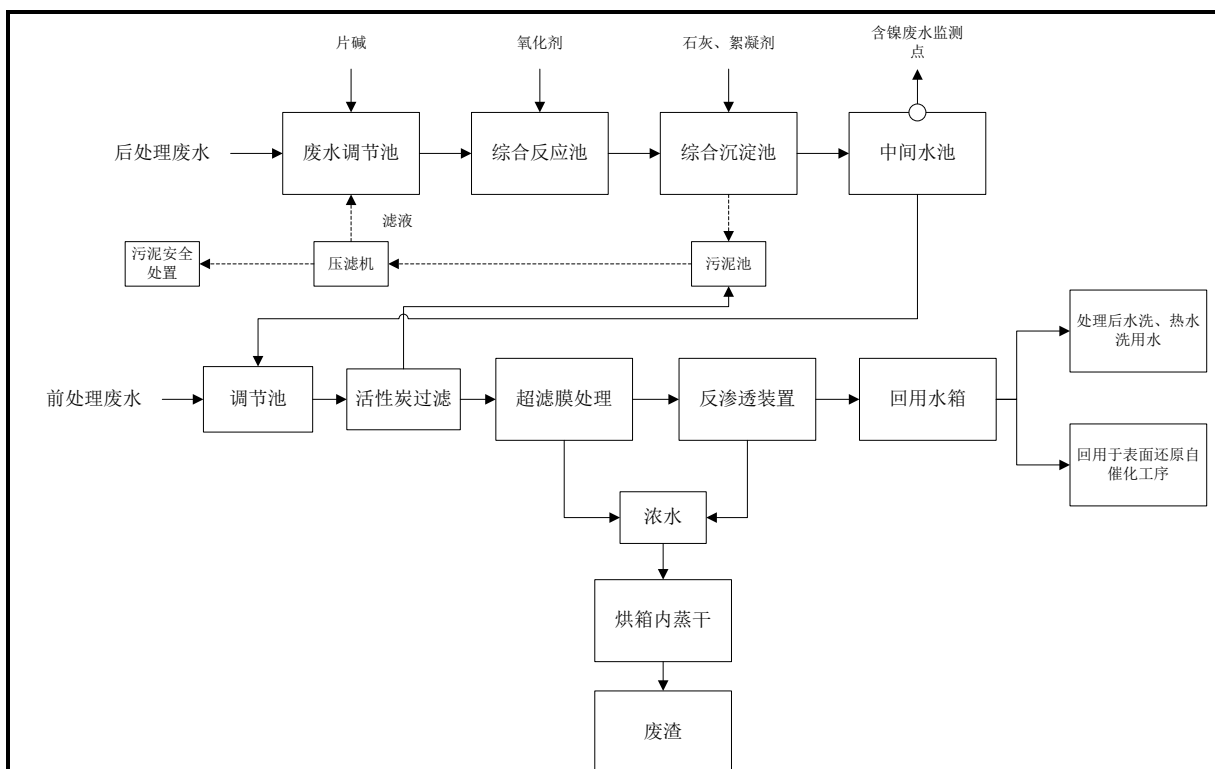 片碱
氧化剂
石灰、絮凝剂
含镍废水监测
点
后处理废水
废水调节池
综合反应池
综合沉淀池
中间水池
滤液
污泥安全
处置
压滤机
污泥池
处理后水洗、热水
洗用水
前处理废水
调节池
活性炭过滤
超滤膜处理
反渗透装置
回用水箱
回用于表面还原自
催化工序
浓水
烘箱内蒸干
废渣